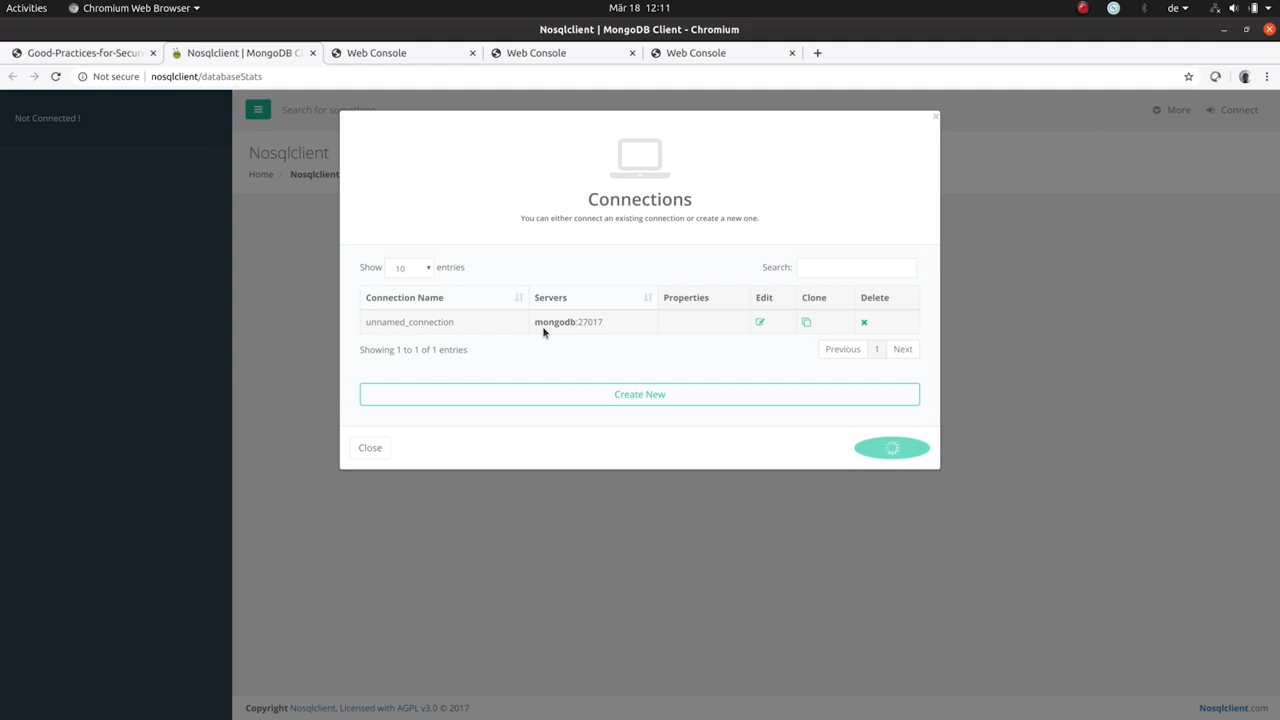 Activities Chromium Web Browser Mär 18 12:11 de
Nosqlclient | MongoDB Client - Chromium
Good-Practices-for-Secur Nosqlclient | MongoDB Cl Web Console Web Console Web Console
Not secure nosqlclient/databaseStats
Not Connected ! Search for something More Connect
Nosqlclient
Home / Nosqlclient
×
Connections
You can either connect an existing connection or create a new one.
Show 10 entries Search:
Connection Name Servers Properties Edit Clone Delete
unnamed_connection mongodb:27017
Showing 1 to 1 of 1 entries Previous 1 Next
Create New
Close
Copyright Nosqlclient, Licensed with AGPL v3.0 © 2017 Nosqlclient.com